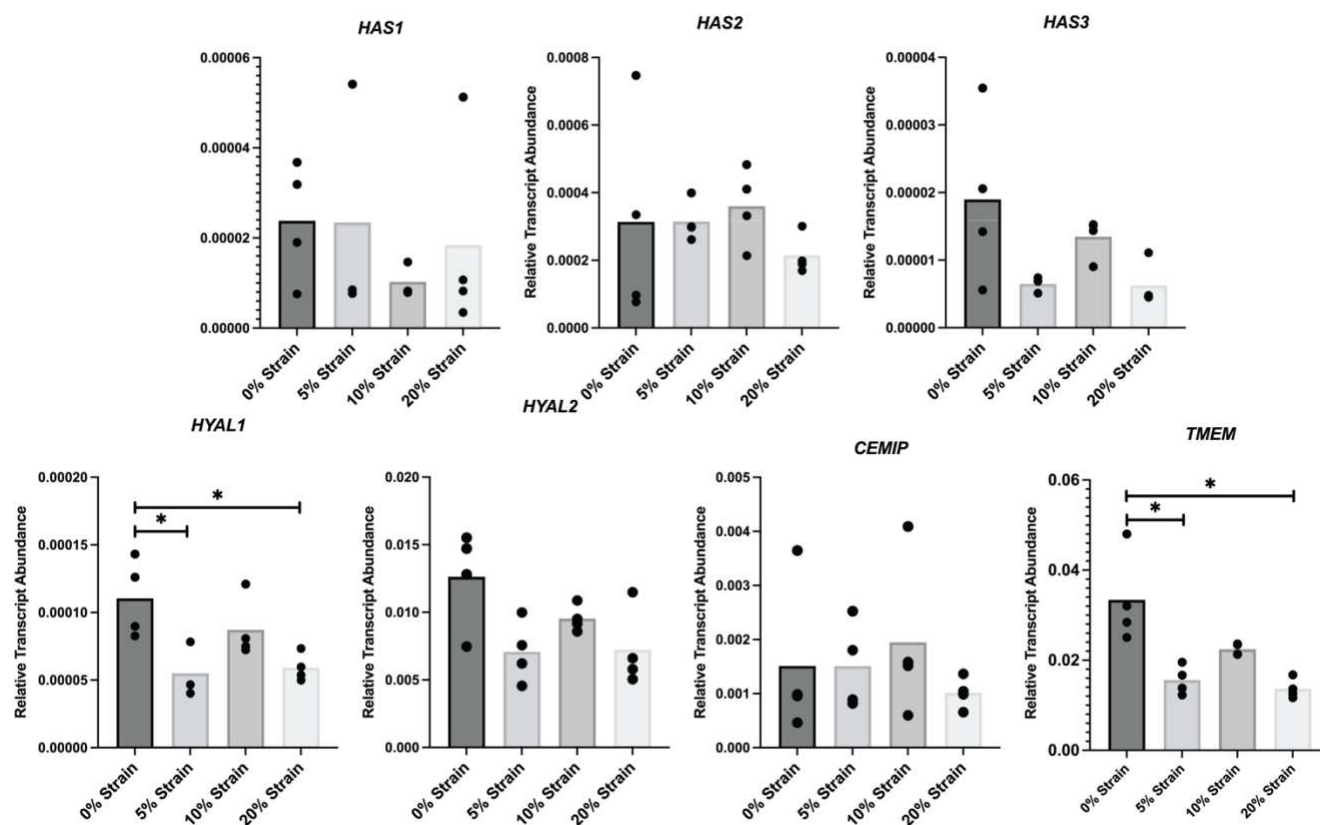 HAS1
HAS2
HAS3
0.00006
0.00004
0.00002
0.00000
0% Strain
5% Strain
10% Strain
20% Strain
Relative Transcript Abundance
0.0008
0.0006
0.0004
0.0002
0.0000
0% Strain
5% Strain
10% Strain
20% Strain
Relative Transcript Abundance
0.00004
0.00003
0.00002
0.00001
0.00000
0% Strain
5% Strain
10% Strain
20% Strain
HYAL1
HYAL2
CEMIP
TMEM
Relative Transcript Abundance
0.00020
0.00015
0.00010
0.00005
0.00000
*
*
0% Strain
5% Strain
10% Strain
20% Strain
Relative Transcript Abundance
0.020
0.015
0.010
0.005
0.000
0% Strain
5% Strain
10% Strain
20% Strain
Relative Transcript Abundance
0.005
0.004
0.003
0.002
0.001
0.000
0% Strain
5% Strain
10% Strain
20% Strain
Relative Transcript Abundance
0.06
0.04
0.02
0.00
*
*
0% Strain
5% Strain
10% Strain
20% Strain